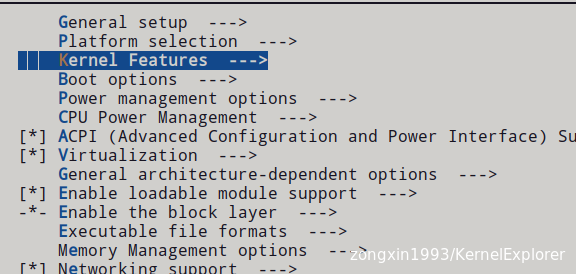 General setup --->
Platform selection --->
Kernel Features --->
Boot options --->
Power management options --->
CPU Power Management --->
[*] ACPI (Advanced Configuration and Power Interface) Su
[*] Virtualization --->
General architecture-dependent options --->
[*] Enable loadable module support --->
-*- Enable the block layer --->
Executable file formats --->
Memory Management options --->
zongxin1993/KernelExplorer
[*] Networking support --->